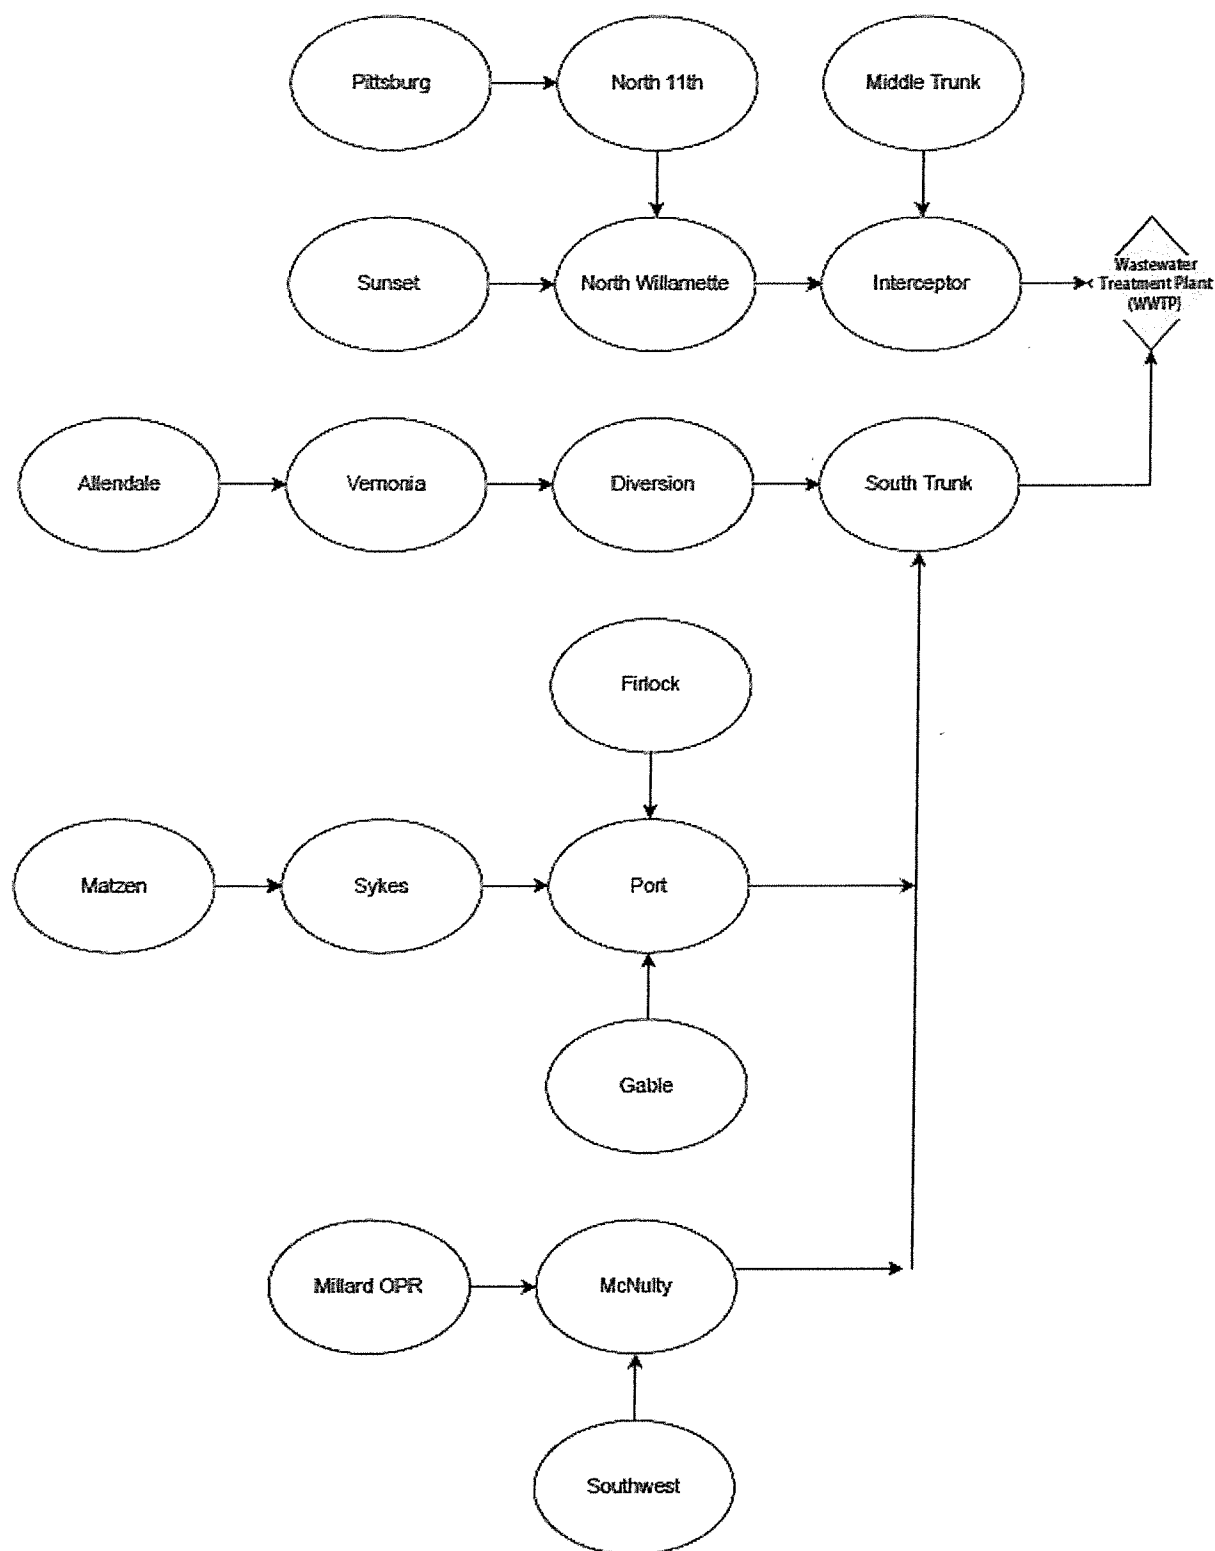 Pittsburg
North 11th
Middle Trunk
Sunset
North Willamette
Interceptor
Wastewater
Treatment Plant
(WWTP)
Allendale
Vernonia
Diversion
South Trunk
Firlock
Matzen
Sykes
Port
Gable
Millard OPR
McNulty
Southwest